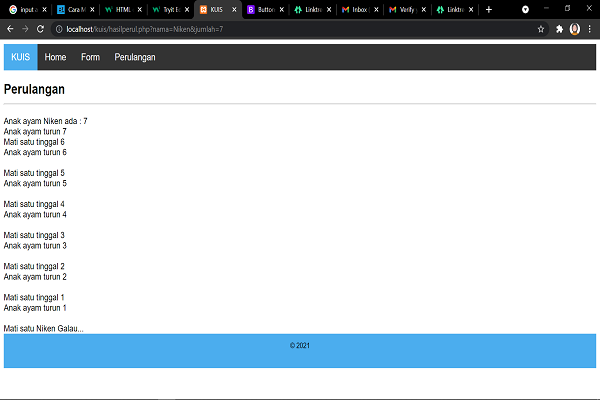 input a
Cara M
HTML
Tryit Ec
KUIS
Button
Linktre
Inbox
Verify
Linktre
localhost/kuis/hasilperul.php?nama=Niken&jumlah=7
KUIS Home Form Perulangan
Perulangan
Anak ayam Niken ada : 7
Anak ayam turun 7
Mati satu tinggal 6
Anak ayam turun 6
Mati satu tinggal 5
Anak ayam turun 5
Mati satu tinggal 4
Anak ayam turun 4
Mati satu tinggal 3
Anak ayam turun 3
Mati satu tinggal 2
Anak ayam turun 2
Mati satu tinggal 1
Anak ayam turun 1
Mati satu Niken Galau...
© 2021